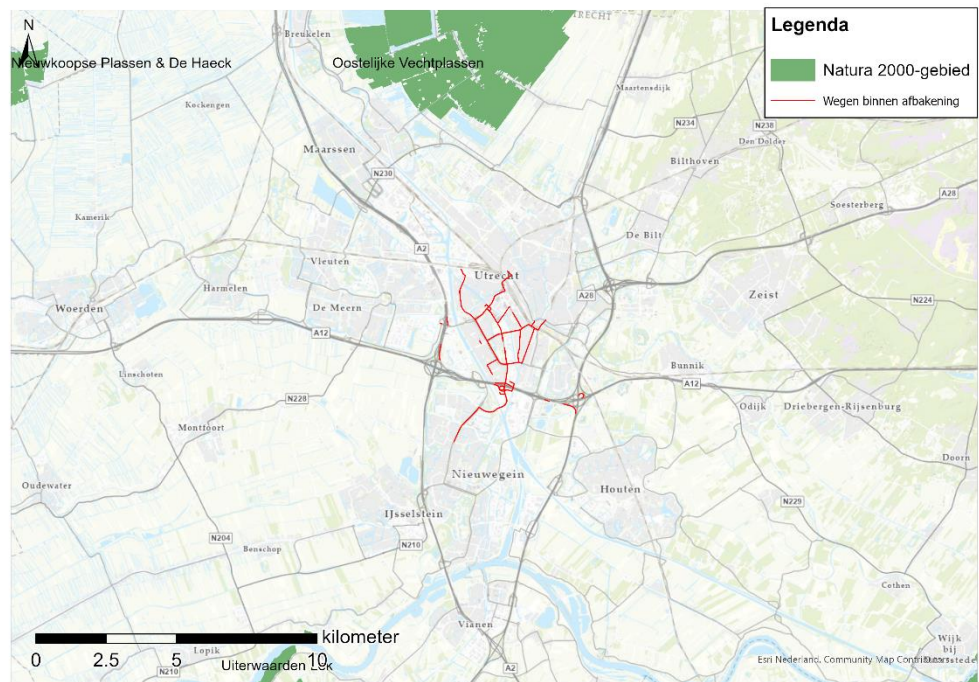 Legenda
Natura 2000-gebied
Wegen binnen afbakening
N
Breukelen
UTRECHT
Nieuwkoopse Plassen & De Haeck
Oostelijke Vechtplassen
Maartensdijk
Kockengen
N234
N238
Den Dolder
Maarssen
Bilthoven
N230
A28
Soesterberg
Kamerik
De Bilt
A2
Vleuten
Utrecht
Harmelen
A28
Zeist
N224
Woerden
De Meern
A12
Linschoten
Bunnik
A12
N228
Odijk
Driebergen-Rijsenburg
Montfoort
Doorn
Nieuwegein
Oudewater
Houten
N229
IJsselstein
N204
N210
Benschop
Cothen
Vianen
kilometer
0
2.5
5
10
Lopik
N210
Uiterwaarden Lek
A2
Wijk
bij
Esri Nederland, Community Map Contributors